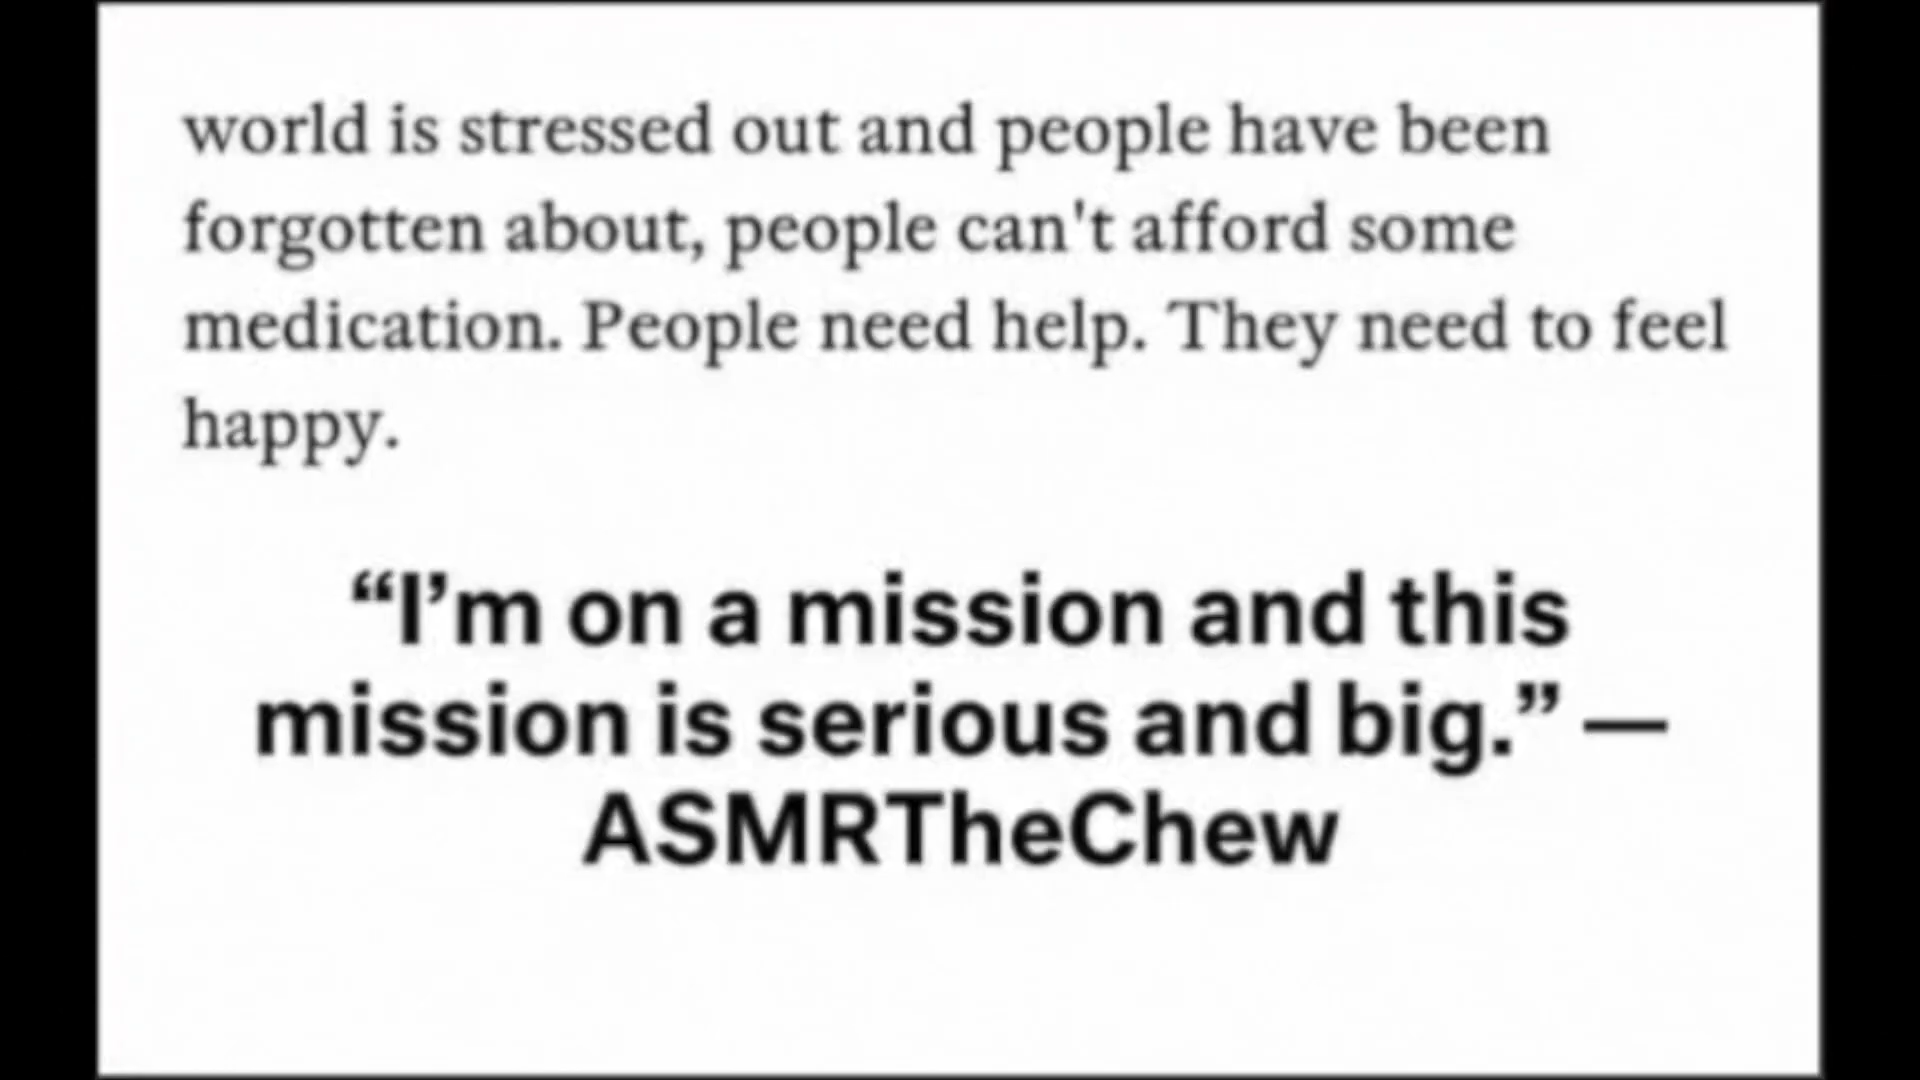 world is stressed out and people have been
forgotten about, people can't afford some
medication. People need help. They need to feel
happy.
“I’m on a mission and this
mission is serious and big.” —
ASMRTheChew